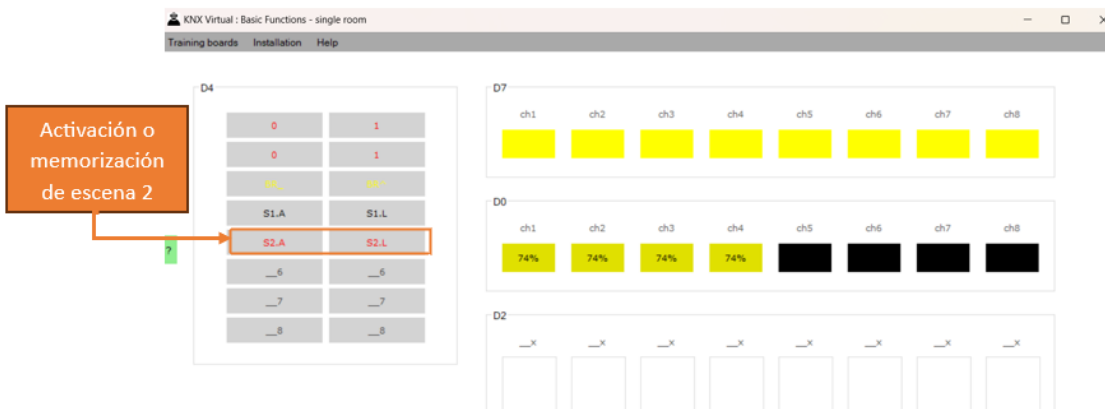 KNX Virtual : Basic Functions - single room
Training boards Installation Help
Activación o
memorización
de escena 2
?
D4
0 1
0 1
S1.A S1.L
S2.A S2.L
__6 __6
__7 __7
__8 __8
D7
ch1 ch2 ch3 ch4 ch5 ch6 ch7 ch8
D0
ch1 ch2 ch3 ch4 ch5 ch6 ch7 ch8
74% 74% 74% 74%
D2
__x __x __x __x __x __x __x __x